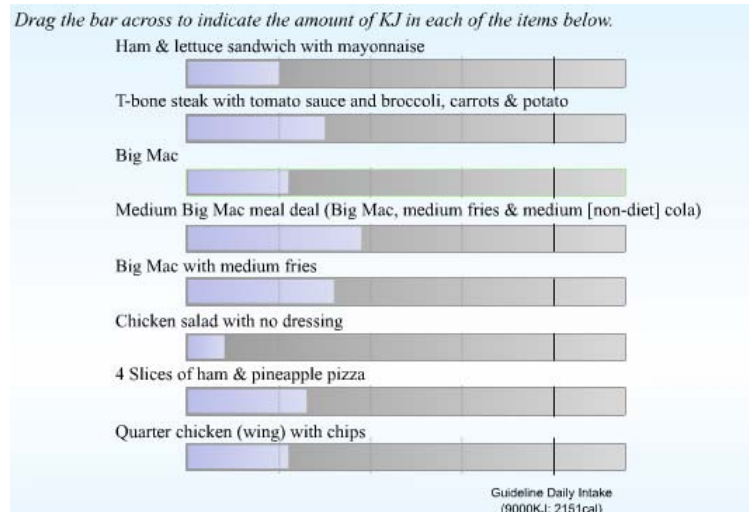 Drag the bar across to indicate the amount of KJ in each of the items below.
Ham & lettuce sandwich with mayonnaise
T-bone steak with tomato sauce and broccoli, carrots & potato
Big Mac
Medium Big Mac meal deal (Big Mac, medium fries & medium [non-diet] cola)
Big Mac with medium fries
Chicken salad with no dressing
4 Slices of ham & pineapple pizza
Quarter chicken (wing) with chips
Guideline Daily Intake
(9000KJ; 2151cal)